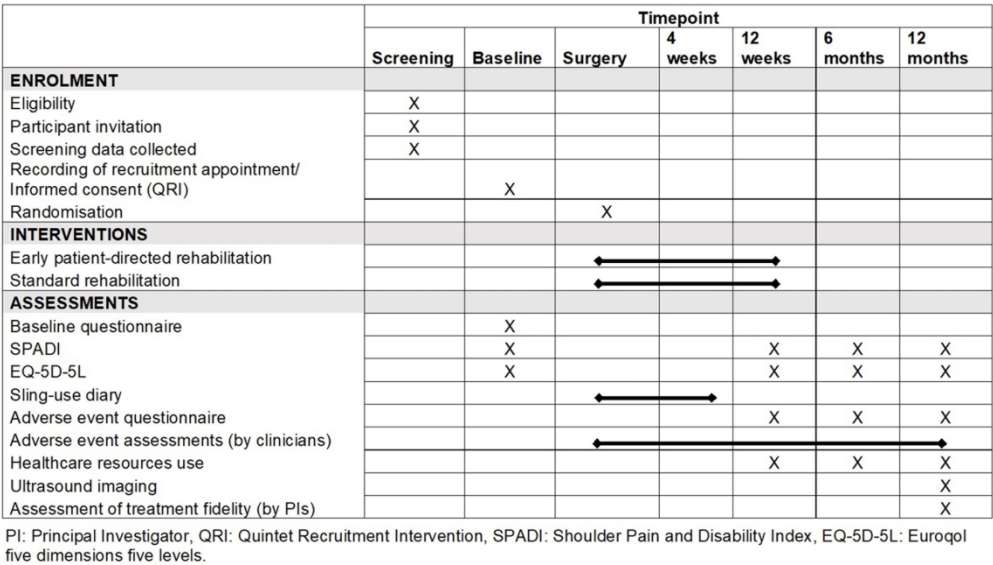 Timepoint
Screening Baseline Surgery 4 weeks 12 weeks 6 months 12 months
ENROLMENT
Eligibility X
Participant invitation X
Screening data collected X
Recording of recruitment appointment/
Informed consent (QRI) X
Randomisation X
INTERVENTIONS
Early patient-directed rehabilitation
Standard rehabilitation
ASSESSMENTS
Baseline questionnaire X
SPADI X X X X
EQ-5D-5L X X X X
Sling-use diary
Adverse event questionnaire X X X
Adverse event assessments (by clinicians)
Healthcare resources use X X X
Ultrasound imaging X
Assessment of treatment fidelity (by PIs) X
PI: Principal Investigator, QRI: Quintet Recruitment Intervention, SPADI: Shoulder Pain and Disability Index, EQ-5D-5L: Euroqol
five dimensions five levels.